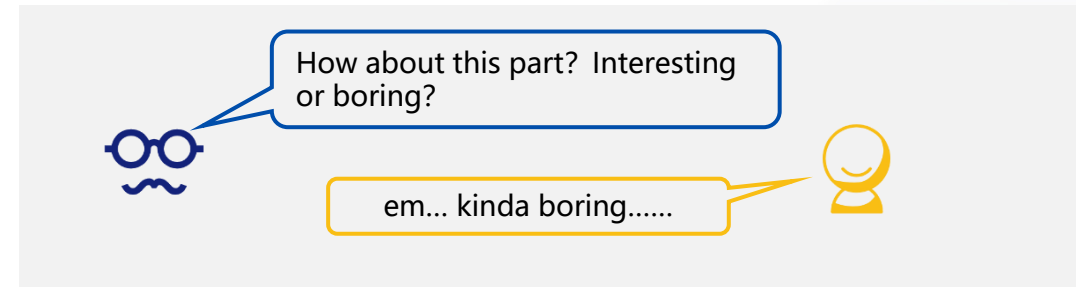 How about this part?  Interesting
or boring?
em... kinda boring......